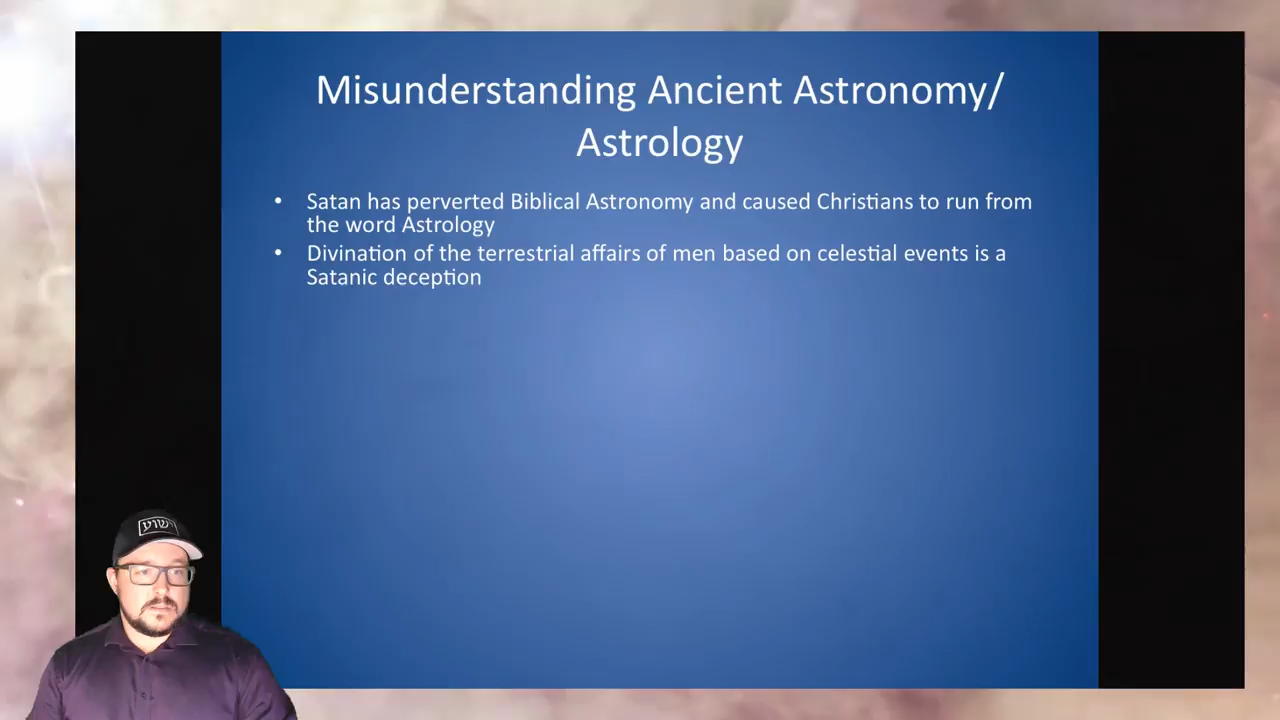 Misunderstanding Ancient Astronomy/
Astrology
• Satan has perverted Biblical Astronomy and caused Christians to run from
the word Astrology
• Divination of the terrestrial affairs of men based on celestial events is a
Satanic deception
ישוע